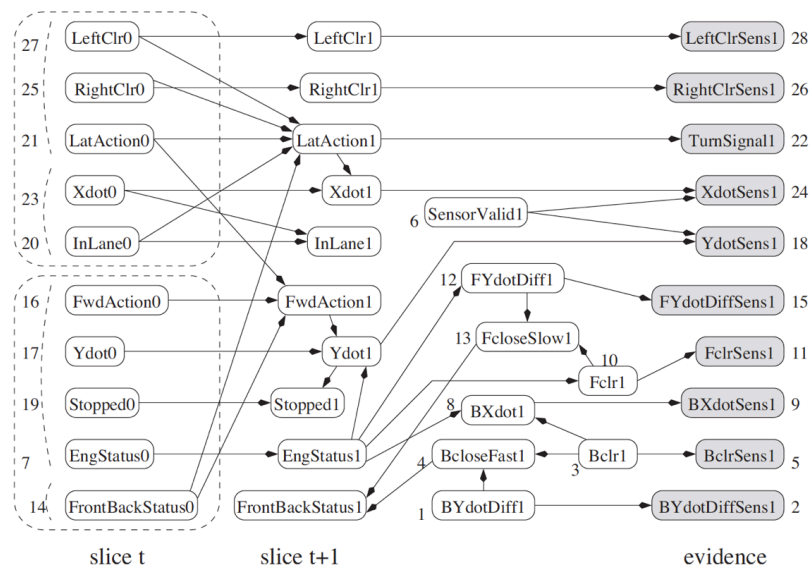 27 LeftClr0 LeftClr1 LeftClrSens1 28
25 RightClr0 RightClr1 RightClrSens1 26
21 LatAction0 LatAction1 TurnSignal1 22
23 Xdot0 Xdot1 XdotSens1 24
6 SensorValid1
20 InLane0 InLane1 YdotSens1 18
12 FYdotDiff1
16 FwdAction0 FwdAction1 FYdotDiffSens1 15
13 FcloseSlow1
17 Ydot0 Ydot1 FclrSens1 11
10 Fclr1
19 Stopped0 Stopped1 8 BXdot1 BXdotSens1 9
7 EngStatus0 EngStatus1 4 BcloseFast1 3 Bclr1 BclrSens1 5
14 FrontBackStatus0 FrontBackStatus1 1 BYdotDiff1 BYdotDiffSens1 2
slice t slice t+1 evidence